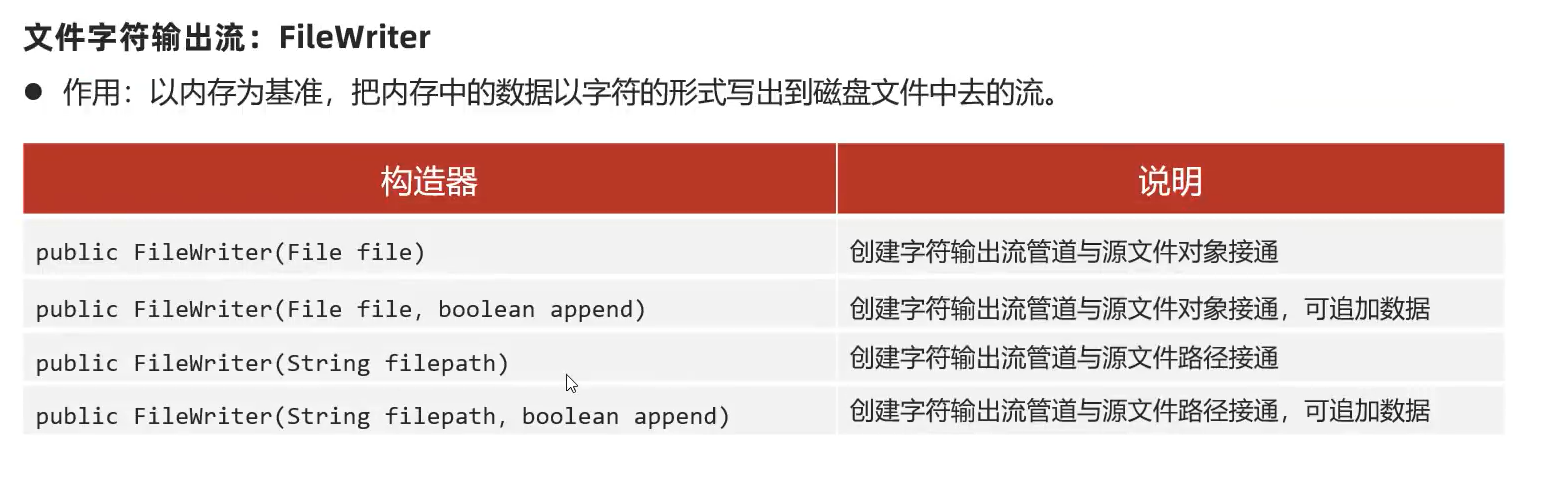 文件字符输出流：FileWriter
● 作用：以内存为基准，把内存中的数据以字符的形式写出到磁盘文件中去的流。
构造器 说明
public FileWriter(File file) 创建字符输出流管道与源文件对象接通
public FileWriter(File file, boolean append) 创建字符输出流管道与源文件对象接通，可追加数据
public FileWriter(String filepath) 创建字符输出流管道与源文件路径接通
public FileWriter(String filepath, boolean append) 创建字符输出流管道与源文件路径接通，可追加数据